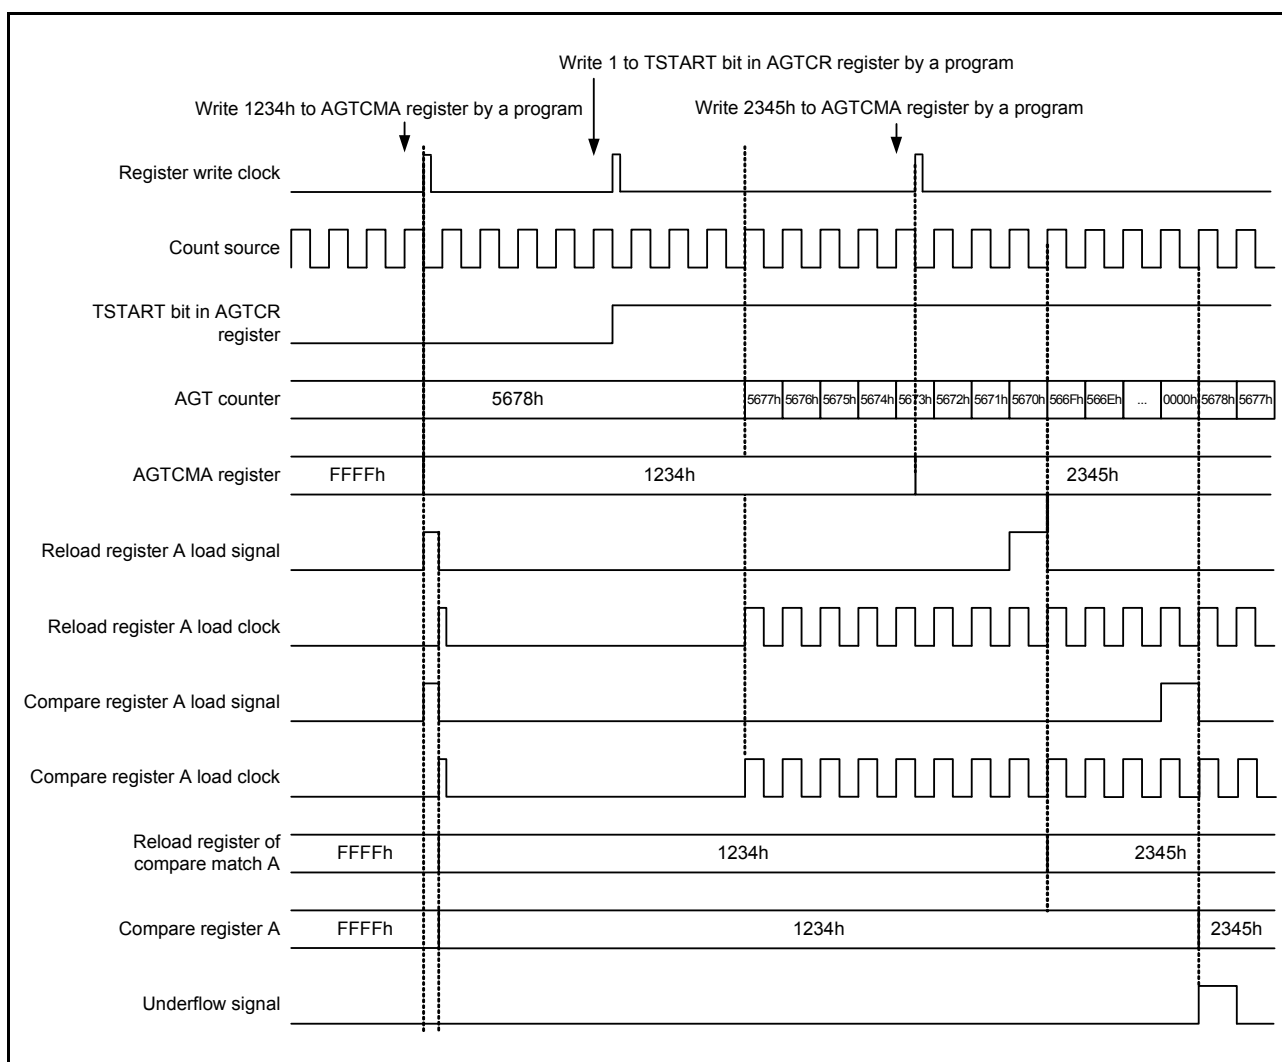 Write 1 to TSTART bit in AGTCR register by a program
Write 1234h to AGTCMA register by a program
Write 2345h to AGTCMA register by a program
Register write clock
Count source
TSTART bit in AGTCR
register
AGT counter
5678h
5677h 5676h 5675h 5674h 5673h 5672h 5671h 5670h 566Fh 566Eh ... 0000h 5678h 5677h
AGTCMA register
FFFFh
1234h
2345h
Reload register A load signal
Reload register A load clock
Compare register A load signal
Compare register A load clock
Reload register of
compare match A
FFFFh
1234h
2345h
Compare register A
FFFFh
1234h
2345h
Underflow signal